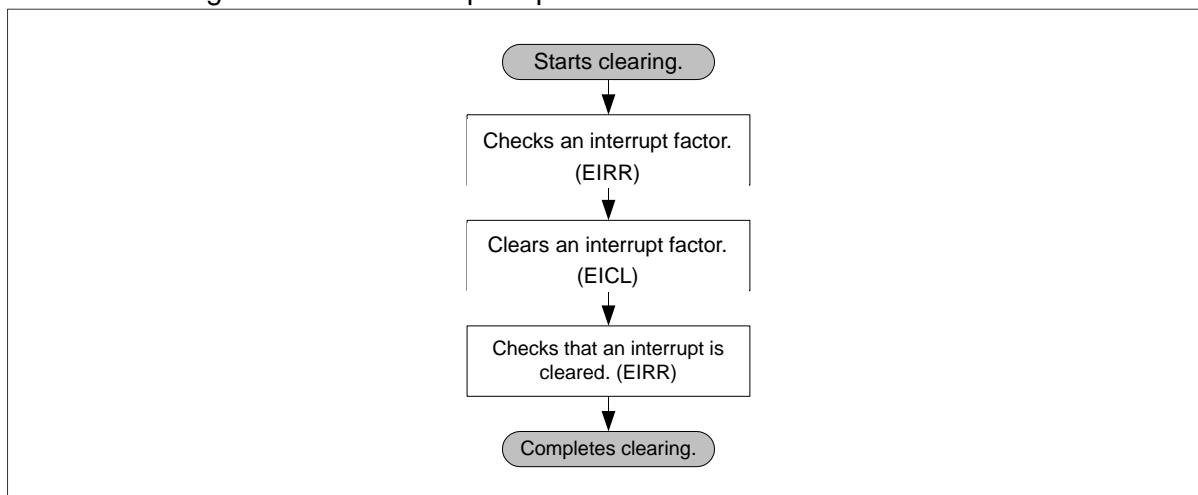 Starts clearing.
Checks an interrupt factor.
(EIRR)
Clears an interrupt factor.
(EICL)
Checks that an interrupt is
cleared. (EIRR)
Completes clearing.